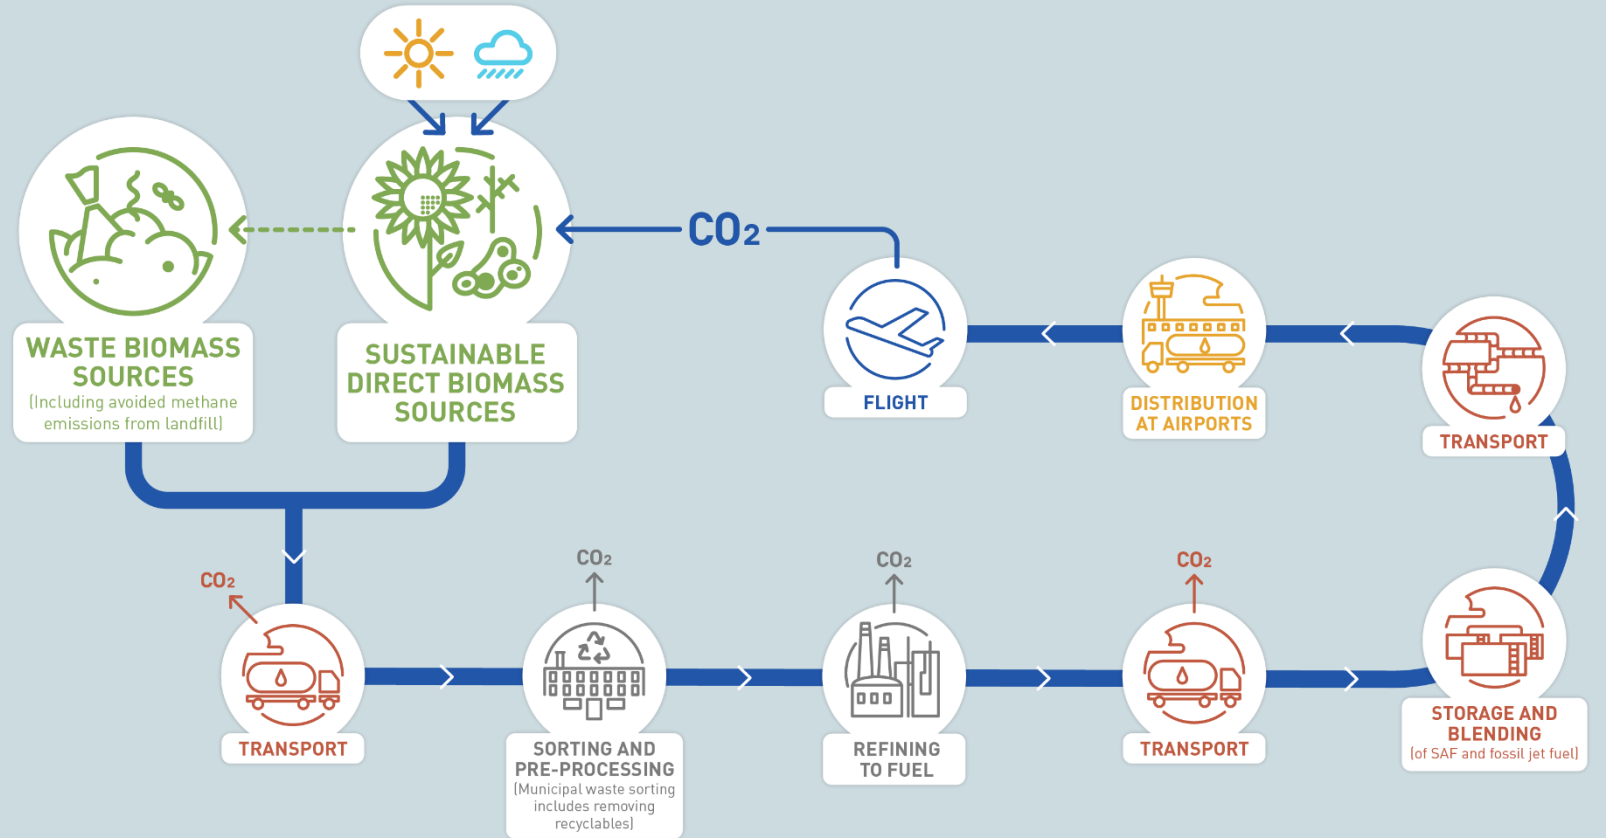 CO2
WASTE BIOMASS
SOURCES
(Including avoided methane
emissions from landfill)
SUSTAINABLE
DIRECT BIOMASS
SOURCES
FLIGHT
DISTRIBUTION
AT AIRPORTS
TRANSPORT
CO2
TRANSPORT
CO2
SORTING AND
PRE-PROCESSING
(Municipal waste sorting
includes removing
recyclables)
CO2
REFINING
TO FUEL
CO2
TRANSPORT
STORAGE AND
BLENDING
(of SAF and fossil jet fuel)